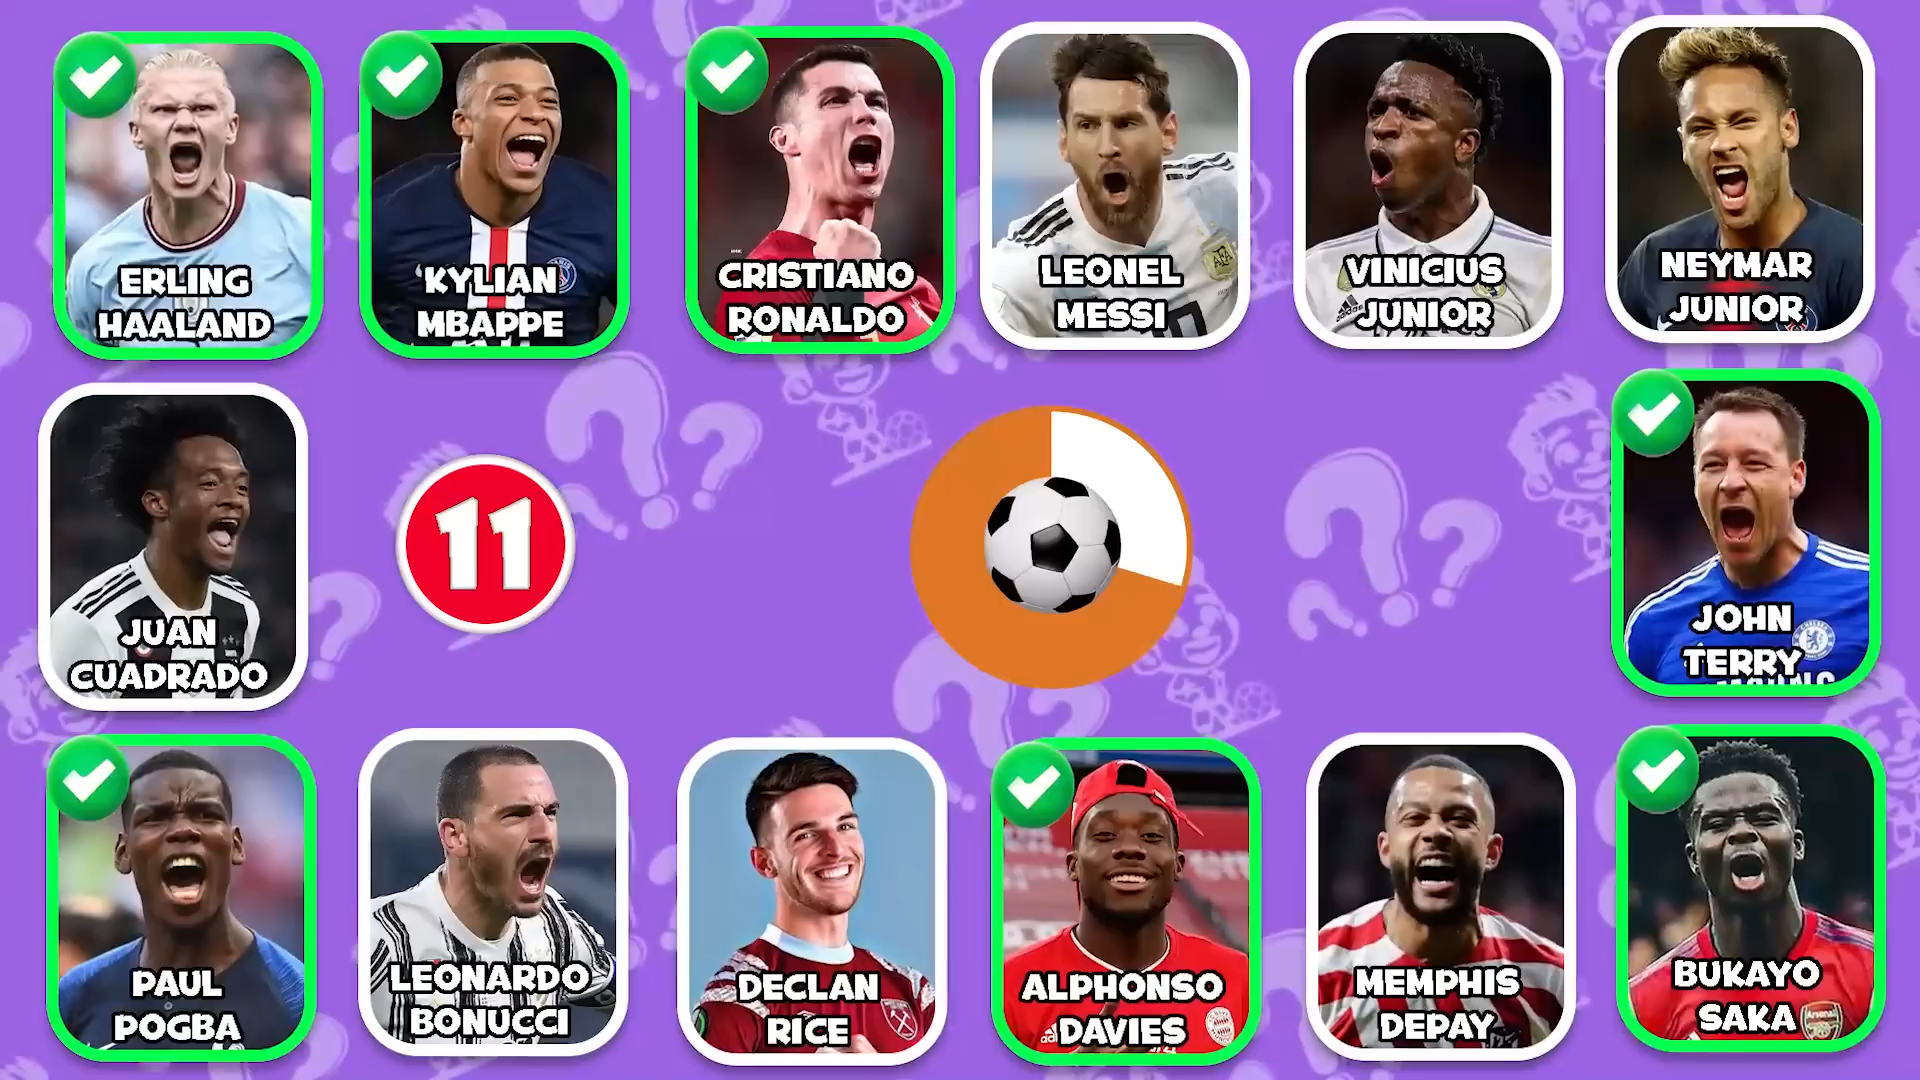 ERLING
HAALAND
KYLIAN
MBAPPE
CRISTIANO
RONALDO
LEONEL
MESSI
VINICIUS
JUNIOR
NEYMAR
JUNIOR
JUAN
CUADRADO
11
JOHN
TERRY
PAUL
POGBA
LEONARDO
BONUCCI
DECLAN
RICE
ALPHONSO
DAVIES
MEMPHIS
DEPAY
BUKAYO
SAKA
Arsenal